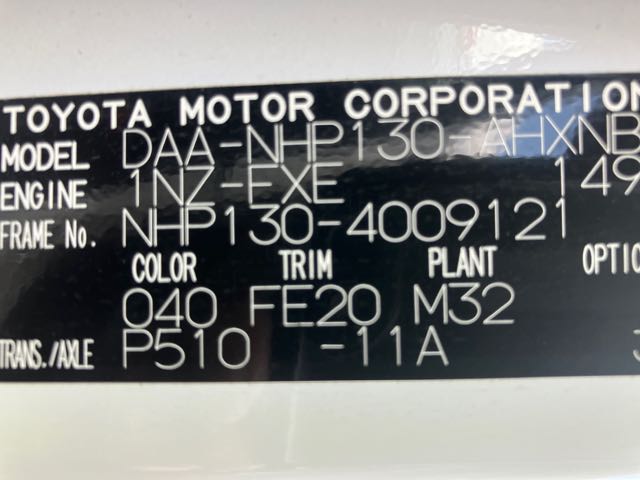 TOYOTA MOTOR CORPORATION
MODEL DAA-NHP130-AHXNB
ENGINE 1NZ-FXE 149
FRAME No. NHP130-4009121
COLOR TRIM PLANT OPTIO
040 FE20 M32
TRANS./AXLE P510 -11A